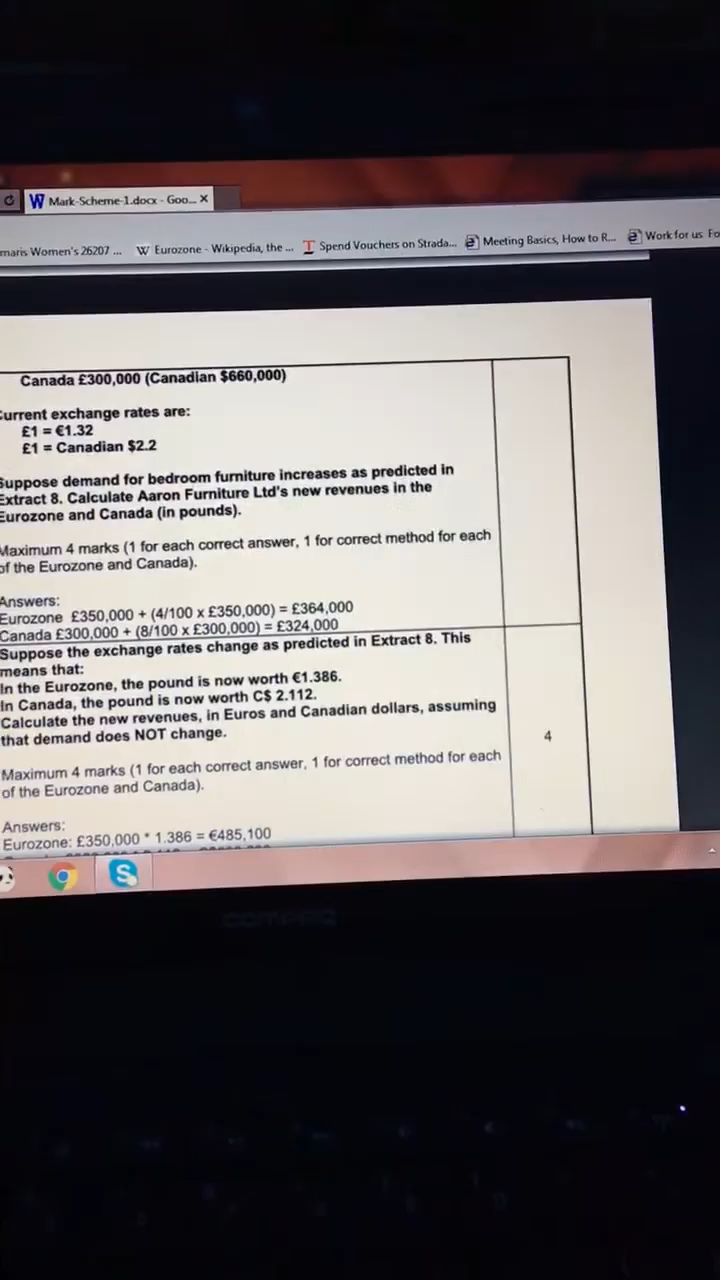 Mark-Scheme-1.docx - Goo...
maris Women's 26207 ... Eurozone - Wikipedia, the ... Spend Vouchers on Strada... Meeting Basics, How to R... Work for us Fo
Canada £300,000 (Canadian $660,000)
Current exchange rates are:
£1 = €1.32
£1 = Canadian $2.2
Suppose demand for bedroom furniture increases as predicted in
Extract 8. Calculate Aaron Furniture Ltd's new revenues in the
Eurozone and Canada (in pounds).
Maximum 4 marks (1 for each correct answer, 1 for correct method for each
of the Eurozone and Canada).
Answers:
Eurozone £350,000 + (4/100 x £350,000) = £364,000
Canada £300,000 + (8/100 x £300,000) = £324,000
Suppose the exchange rates change as predicted in Extract 8. This
means that:
In the Eurozone, the pound is now worth €1.386.
In Canada, the pound is now worth C$ 2.112.
Calculate the new revenues, in Euros and Canadian dollars, assuming
that demand does NOT change.
4
Maximum 4 marks (1 for each correct answer, 1 for correct method for each
of the Eurozone and Canada).
Answers:
Eurozone: £350,000 * 1.386 = €485,100
COMPAQ